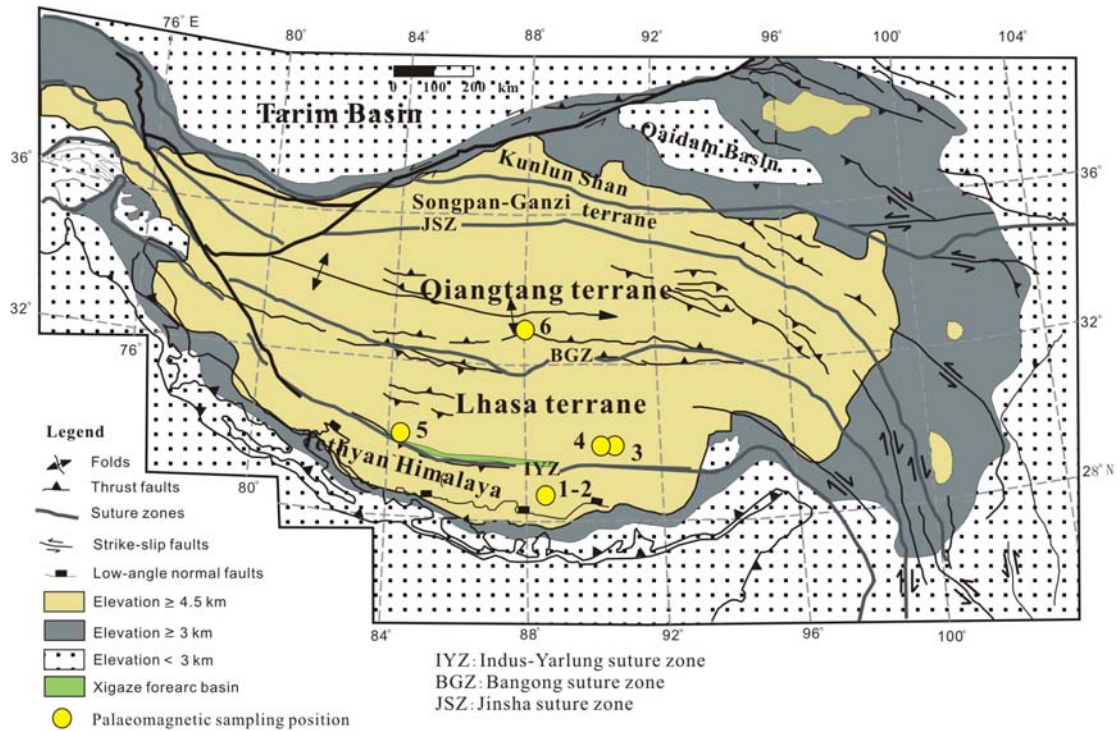 76° E
80°
84°
88°
92°
96°
100°
104°
0 100 200 km
Tarim Basin
Qaidam Basin
36°
36°
Kunlun Shan
Songpan-Ganzi terrane
JSZ
32°
Qiangtang terrane
32°
76°
6
BGZ
Lhasa terrane
5
4
3
Tethyan Himalaya
IYZ
28° N
1-2
80°
84°
88°
92°
96°
100°
Legend
Folds
Thrust faults
Suture zones
Strike-slip faults
Low-angle normal faults
Elevation ≥ 4.5 km
Elevation ≥ 3 km
Elevation < 3 km
Xigaze forearc basin
Palaeomagnetic sampling position
IYZ: Indus-Yarlung suture zone
BGZ: Bangong suture zone
JSZ: Jinsha suture zone